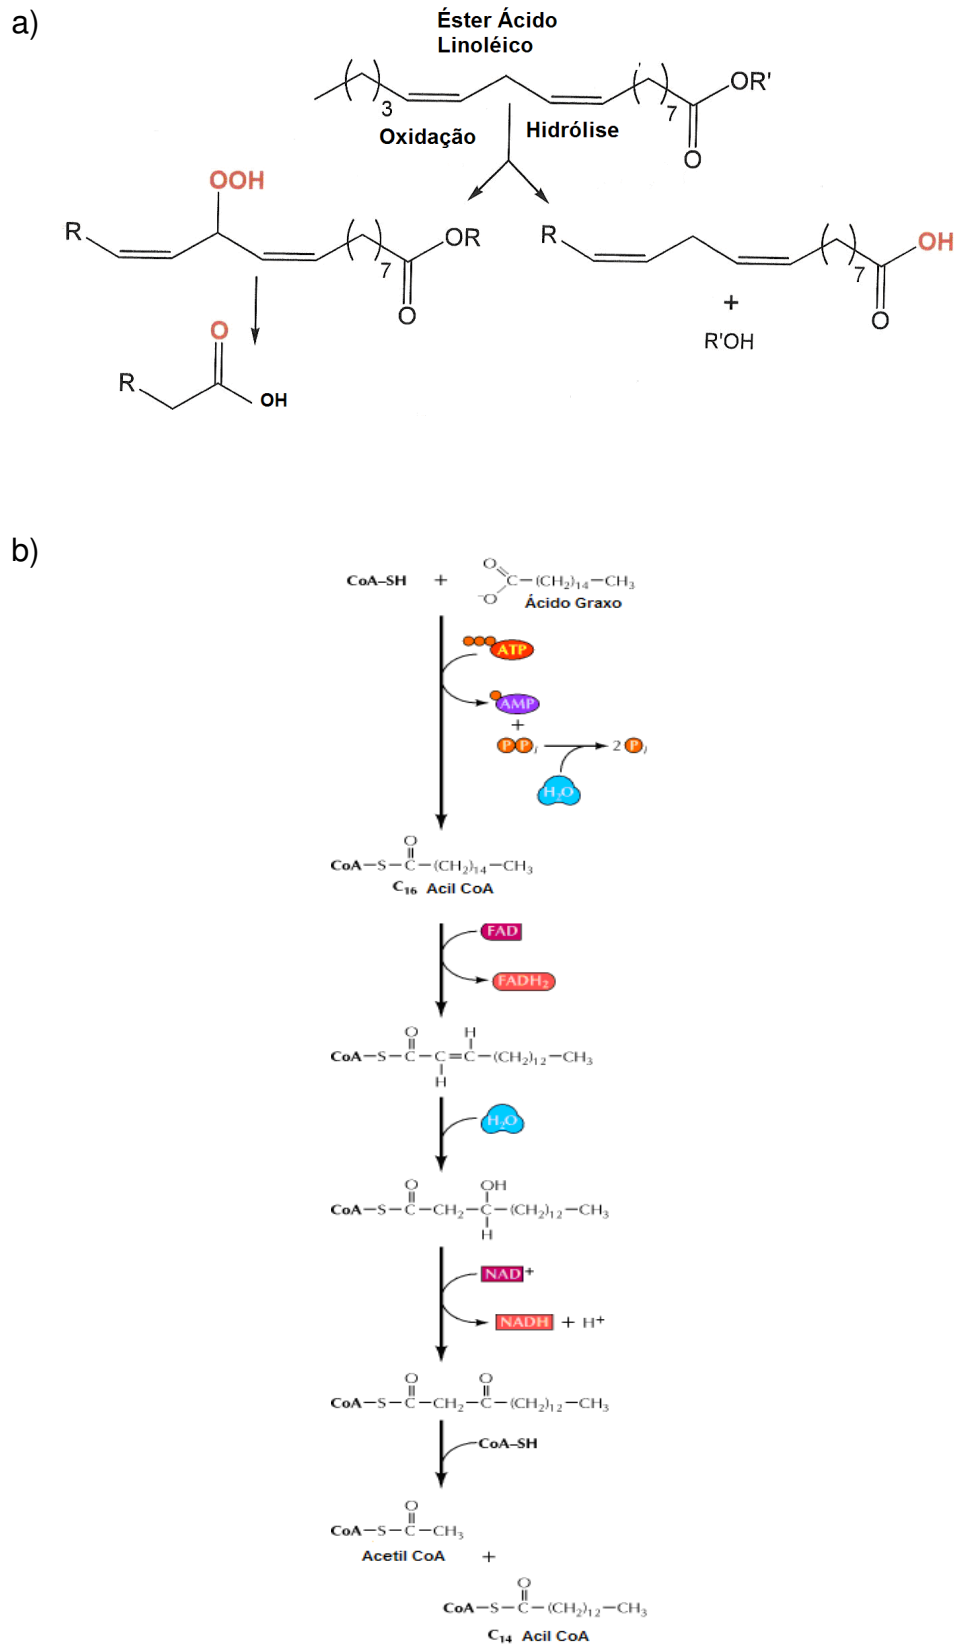 a)
Éster Ácido
Linoléico
( )3 ( )7 OR'
O
Oxidação Hidrólise
OOH
R ( )7 OR
O
R ( )7 OH
O
+
R'OH
O
R OH
b)
CoA–SH + O C–(CH2)14–CH3
⁻O
Ácido Graxo
ATP
AMP
+
P Pi 2 Pi
H2O
O
CoA–S–C–(CH2)14–CH3
C16 Acil CoA
FAD
FADH2
O H
CoA–S–C–C=C–(CH2)12–CH3
H
H2O
O OH
CoA–S–C–CH2–C–(CH2)12–CH3
H
NAD+
NADH + H+
O O
CoA–S–C–CH2–C–(CH2)12–CH3
CoA–SH
O
CoA–S–C–CH3
Acetil CoA +
O
CoA–S–C–(CH2)12–CH3
C14 Acil CoA